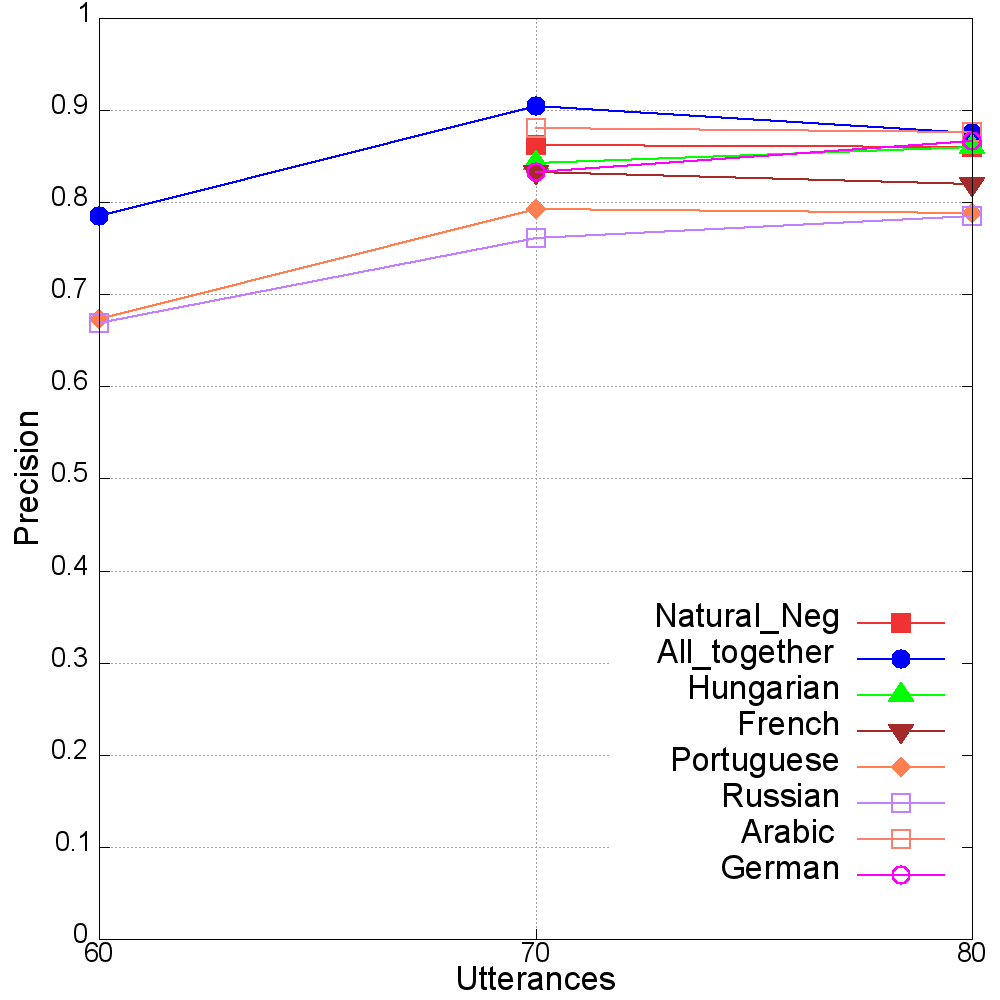 1
0.9
0.8
0.7
0.6
0.5
0.4
0.3
0.2
0.1
0
Precision
60 70 80
Utterances
Natural_Neg
All_together
Hungarian
French
Portuguese
Russian
Arabic
German